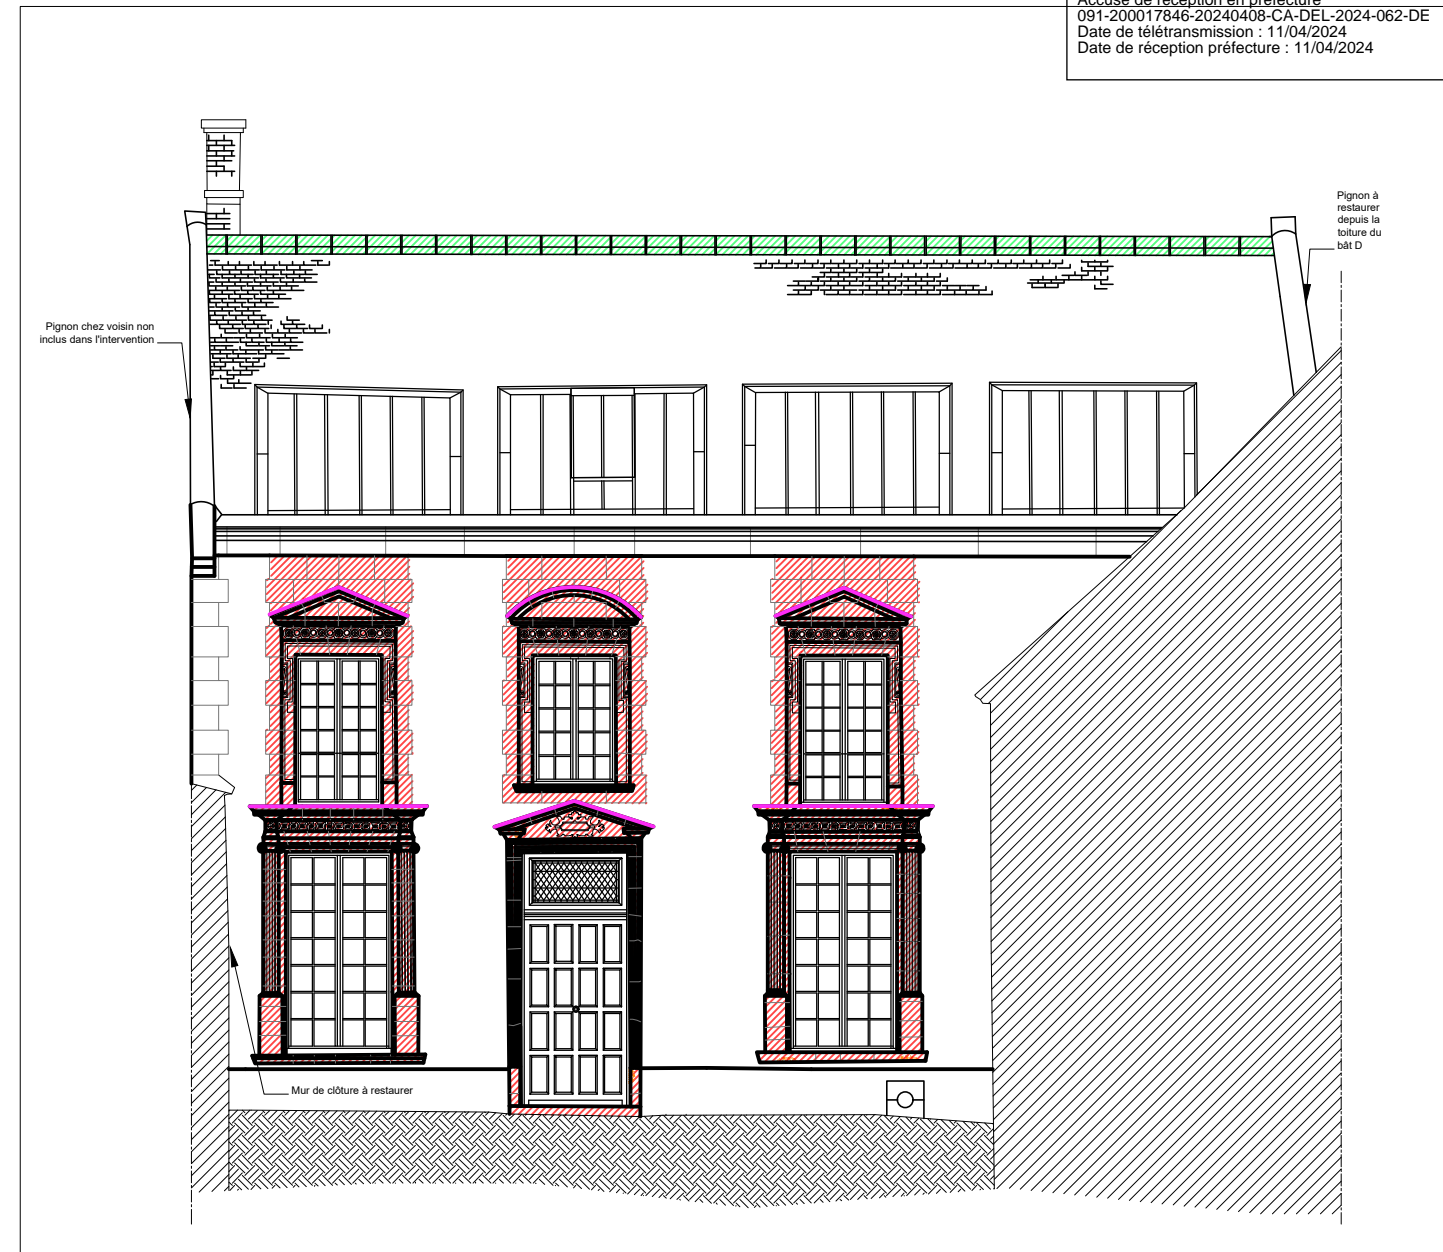 Accusé de réception en préfecture
091-200017846-20240408-CA-DEL-2024-062-DE
Date de télétransmission : 11/04/2024
Date de réception préfecture : 11/04/2024
Pignon à
restaurer
depuis la
toiture du
bât D
Pignon chez voisin non
inclus dans l'intervention
Mur de clôture à restaurer